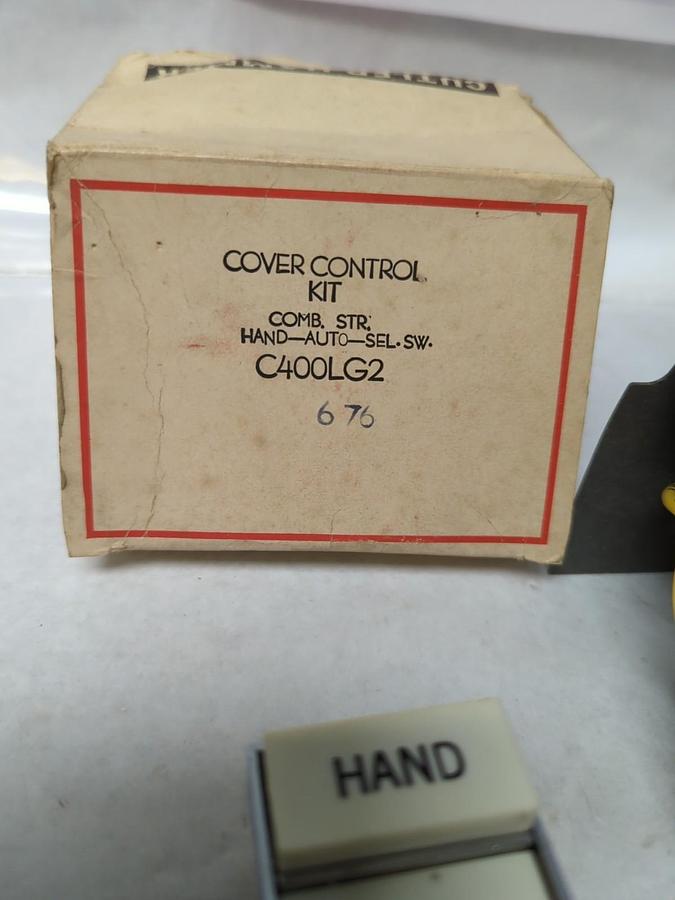 COVER CONTROL
KIT
COMB. STR.
HAND—AUTO—SEL.SW.
C400LG2
6 76
HAND